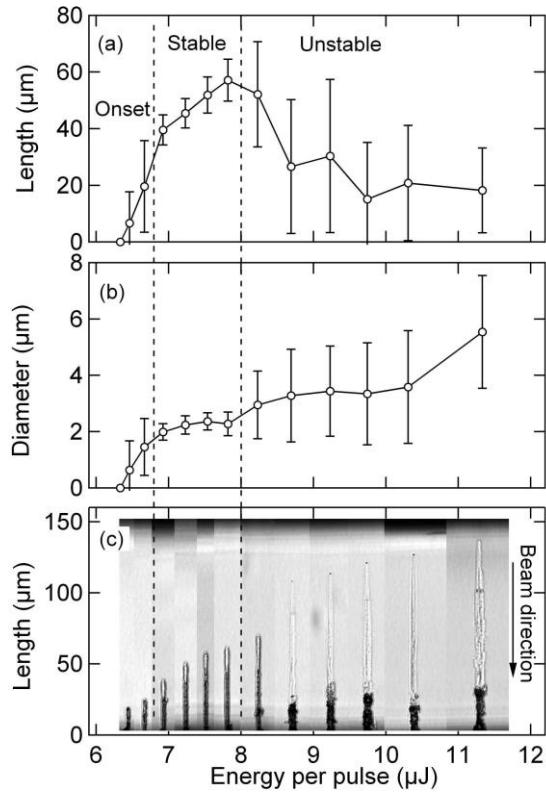 80
(a)
Stable
Unstable
60
Onset
40
20
0
Length (µm)
8
(b)
6
4
2
0
Diameter (µm)
150
(c)
100
50
0
Length (µm)
Beam direction
6 7 8 9 10 11 12
Energy per pulse (µJ)